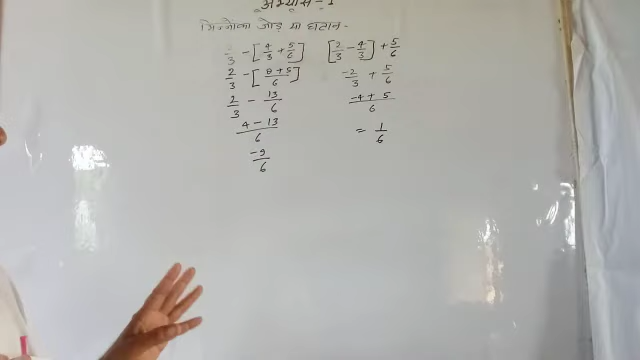 अभ्यास - 1
भिन्नोका जोड़ या घटान -
2/3 - [4/3 + 5/6] [2/3 - 4/3] + 5/6
2/3 - [8+5/6] -2/3 + 5/6
2/3 - 13/6 -4+5/6
4-13/6 = 1/6
-9/6